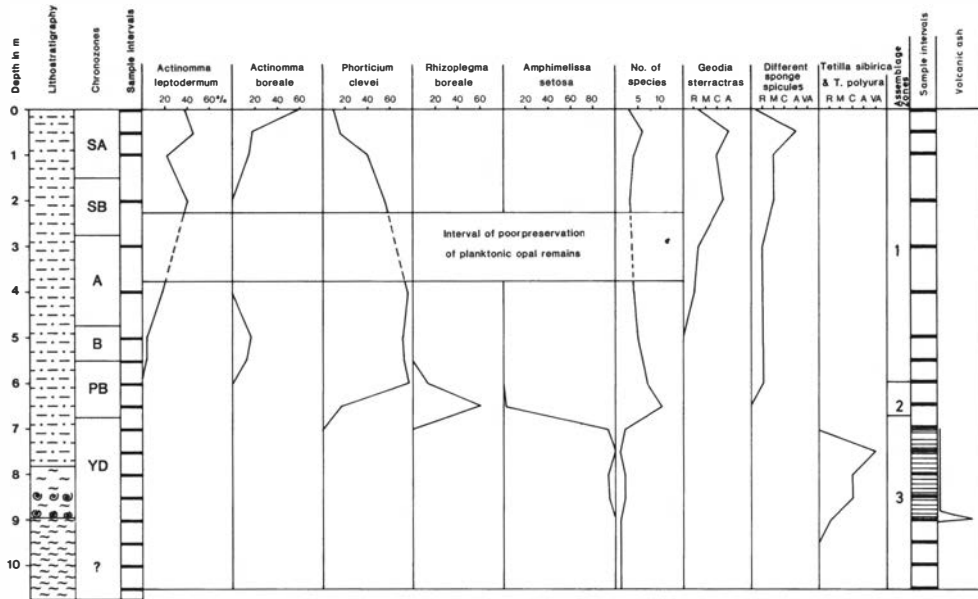 Depth in m
Lithostratigraphy
Chronozones
Sample intervals
Actinomma leptodermum
20 40 60%
Actinomma boreale
20 40 60
Phorticium clevei
20 40 60
Rhizoplegma boreale
20 40 60
Amphimelissa setosa
20 40 60 80
No. of species
5 10
Geodia sterractras
R M C A
Different sponge spicules
R M C A VA
Tetilla sibirica & T. polyura
R M C A VA
Assemblage zones
Sample intervals
Volcanic ash
0
1
2
3
4
5
6
7
8
9
10
SA
SB
A
B
PB
YD
?
Interval of poorpreservation
of planktonic opal remains
1
2
3